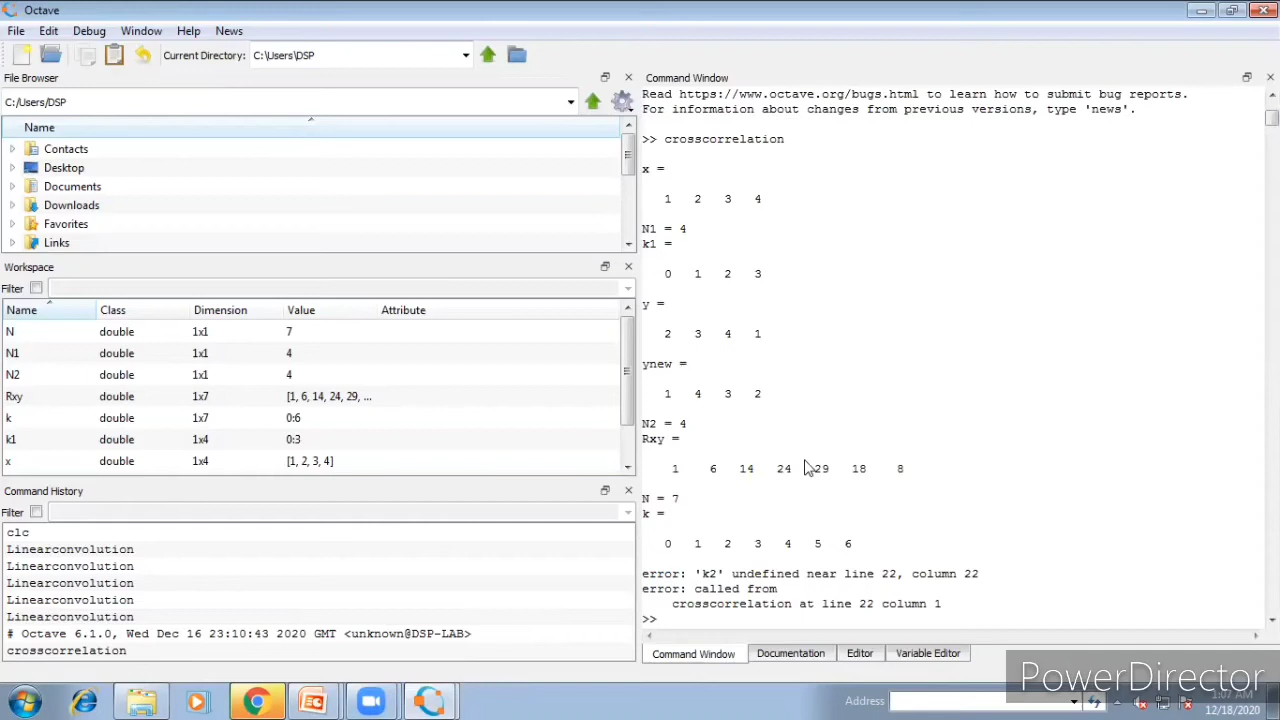 Octave
File Edit Debug Window Help News
Current Directory: C:\Users\DSP
File Browser
C:/Users/DSP
Name
Contacts
Desktop
Documents
Downloads
Favorites
Links
Workspace
Filter
Name Class Dimension Value Attribute
N double 1x1 7
N1 double 1x1 4
N2 double 1x1 4
Rxy double 1x7 [1, 6, 14, 24, 29, ...
k double 1x7 0:6
k1 double 1x4 0:3
x double 1x4 [1, 2, 3, 4]
Command History
Filter
clc
Linearconvolution
Linearconvolution
Linearconvolution
Linearconvolution
Linearconvolution
# Octave 6.1.0, Wed Dec 16 23:10:43 2020 GMT <unknown@DSP-LAB>
crosscorrelation
Command Window
Read https://www.octave.org/bugs.html to learn how to submit bug reports.
For information about changes from previous versions, type 'news'.
>> crosscorrelation
x =
1 2 3 4
N1 = 4
k1 =
0 1 2 3
y =
2 3 4 1
ynew =
1 4 3 2
N2 = 4
Rxy =
1 6 14 24 29 18 8
N = 7
k =
0 1 2 3 4 5 6
error: 'k2' undefined near line 22, column 22
error: called from
crosscorrelation at line 22 column 1
>>
Command Window Documentation Editor Variable Editor
PowerDirector
Address
1:07 AM
12/18/2020